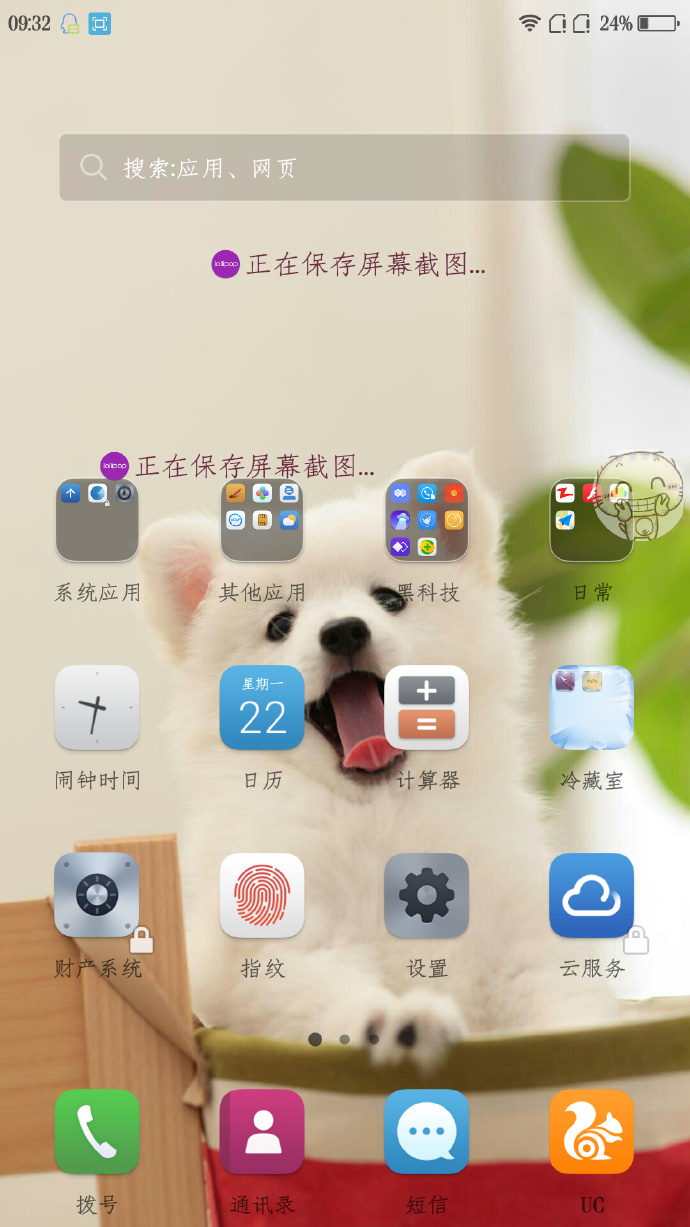 09:32
24%
搜索:应用、网页
lollipop 正在保存屏幕截图...
lollipop 正在保存屏幕截图...
系统应用 其他应用 黑科技 日常
星期一
22
闹钟时间 日历 计算器 冷藏室
财产系统 指纹 设置 云服务
拨号 通讯录 短信 UC